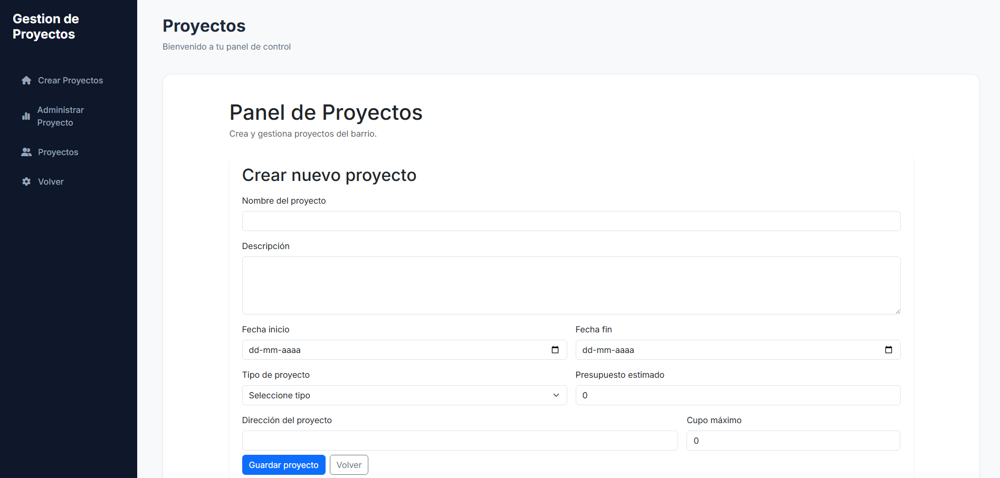 Gestion de
Proyectos
Crear Proyectos
Administrar
Proyecto
Proyectos
Volver
Proyectos
Bienvenido a tu panel de control
Panel de Proyectos
Crea y gestiona proyectos del barrio.
Crear nuevo proyecto
Nombre del proyecto
Descripción
Fecha inicio Fecha fin
dd-mm-aaaa dd-mm-aaaa
Tipo de proyecto Presupuesto estimado
Seleccione tipo 0
Dirección del proyecto Cupo máximo
0
Guardar proyecto Volver